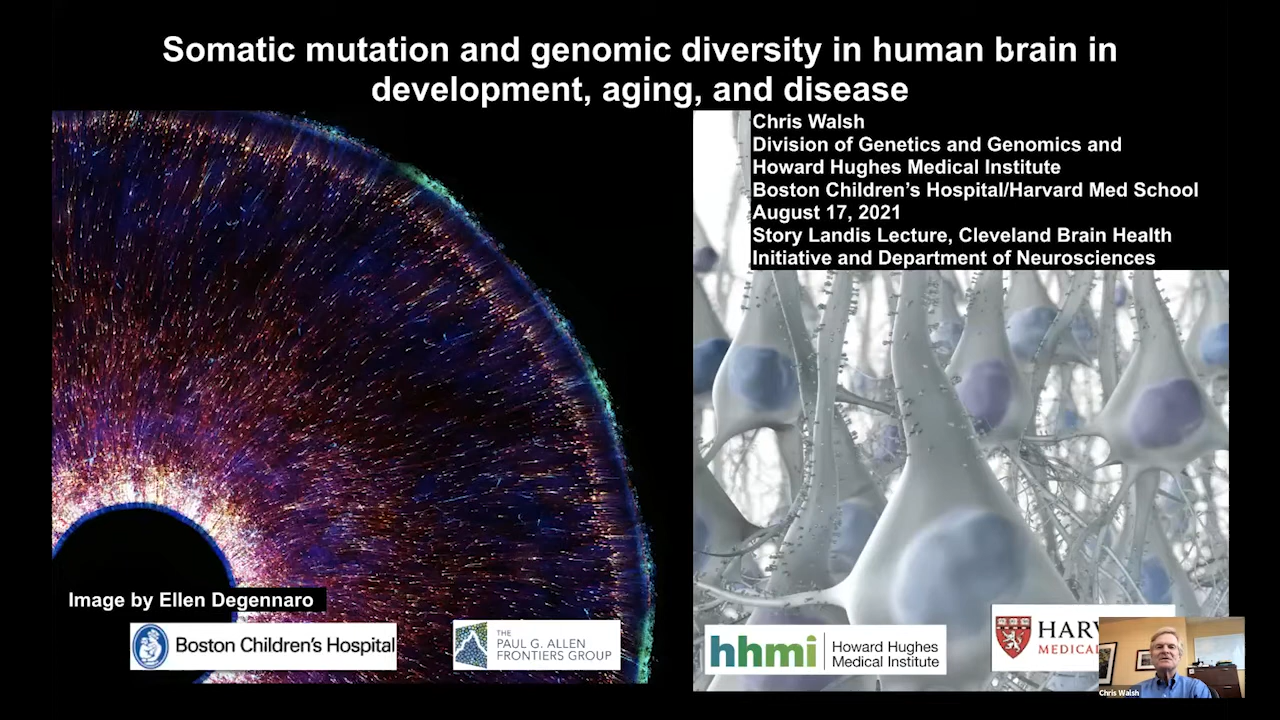 Somatic mutation and genomic diversity in human brain in
development, aging, and disease
Chris Walsh
Division of Genetics and Genomics and
Howard Hughes Medical Institute
Boston Children’s Hospital/Harvard Med School
August 17, 2021
Story Landis Lecture, Cleveland Brain Health
Initiative and Department of Neurosciences
Image by Ellen Degennaro
Boston Children’s Hospital
THE
PAUL G. ALLEN
FRONTIERS GROUP
hhmi
Howard Hughes
Medical Institute
HARV
MEDICAL
Chris Walsh